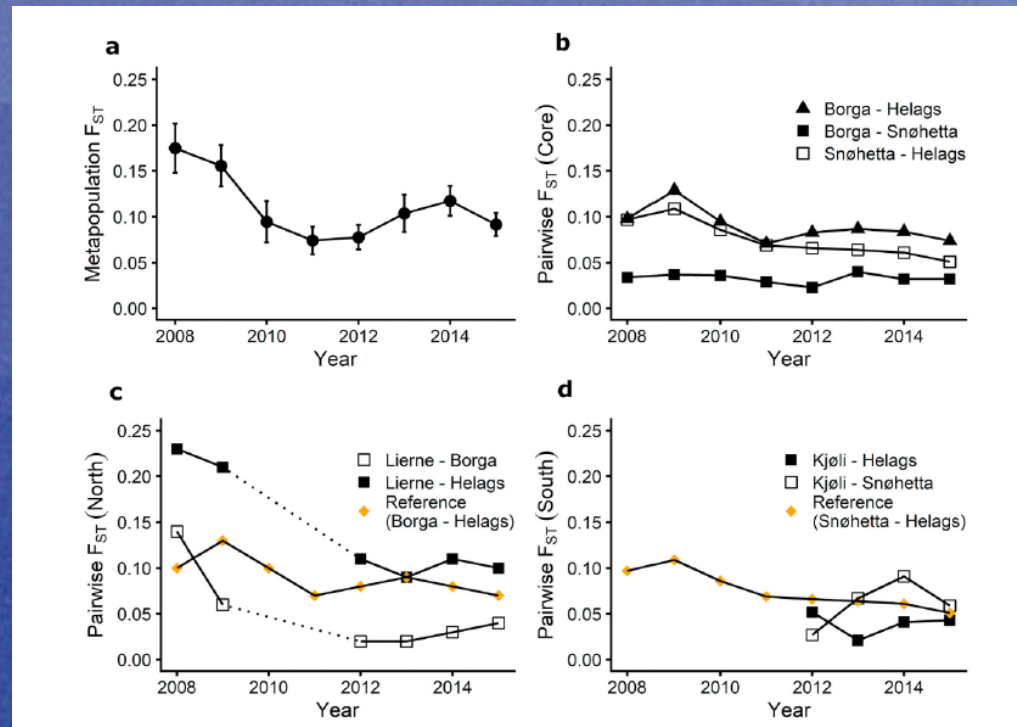 a
Metapopulation FST
0.25
0.20
0.15
0.10
0.05
0.00
2008 2010 2012 2014
Year
b
Pairwise FST (Core)
0.25
0.20
0.15
0.10
0.05
0.00
Borga - Helags
Borga - Snøhetta
Snøhetta - Helags
2008 2010 2012 2014
Year
c
Pairwise FST (North)
0.25
0.20
0.15
0.10
0.05
0.00
Lierne - Borga
Lierne - Helags
Reference
(Borga - Helags)
2008 2010 2012 2014
Year
d
Pairwise FST (South)
0.25
0.20
0.15
0.10
0.05
0.00
Kjøli - Helags
Kjøli - Snøhetta
Reference
(Snøhetta - Helags)
2008 2010 2012 2014
Year